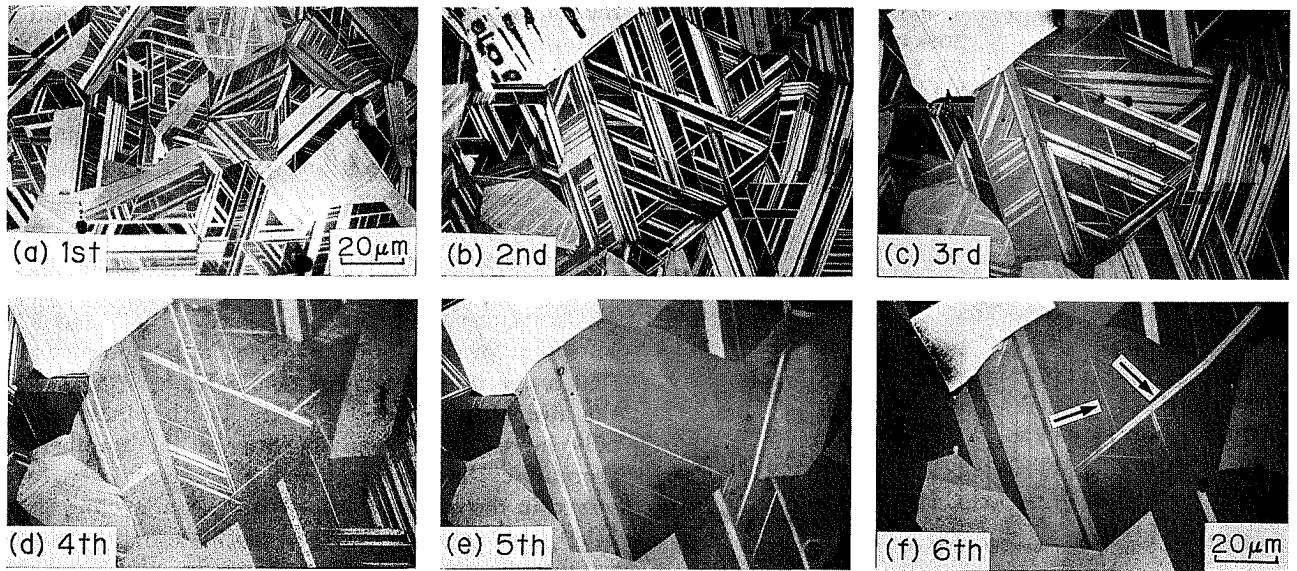 (a) 1st
20μm
(b) 2nd
(c) 3rd
(d) 4th
(e) 5th
(f) 6th
20μm